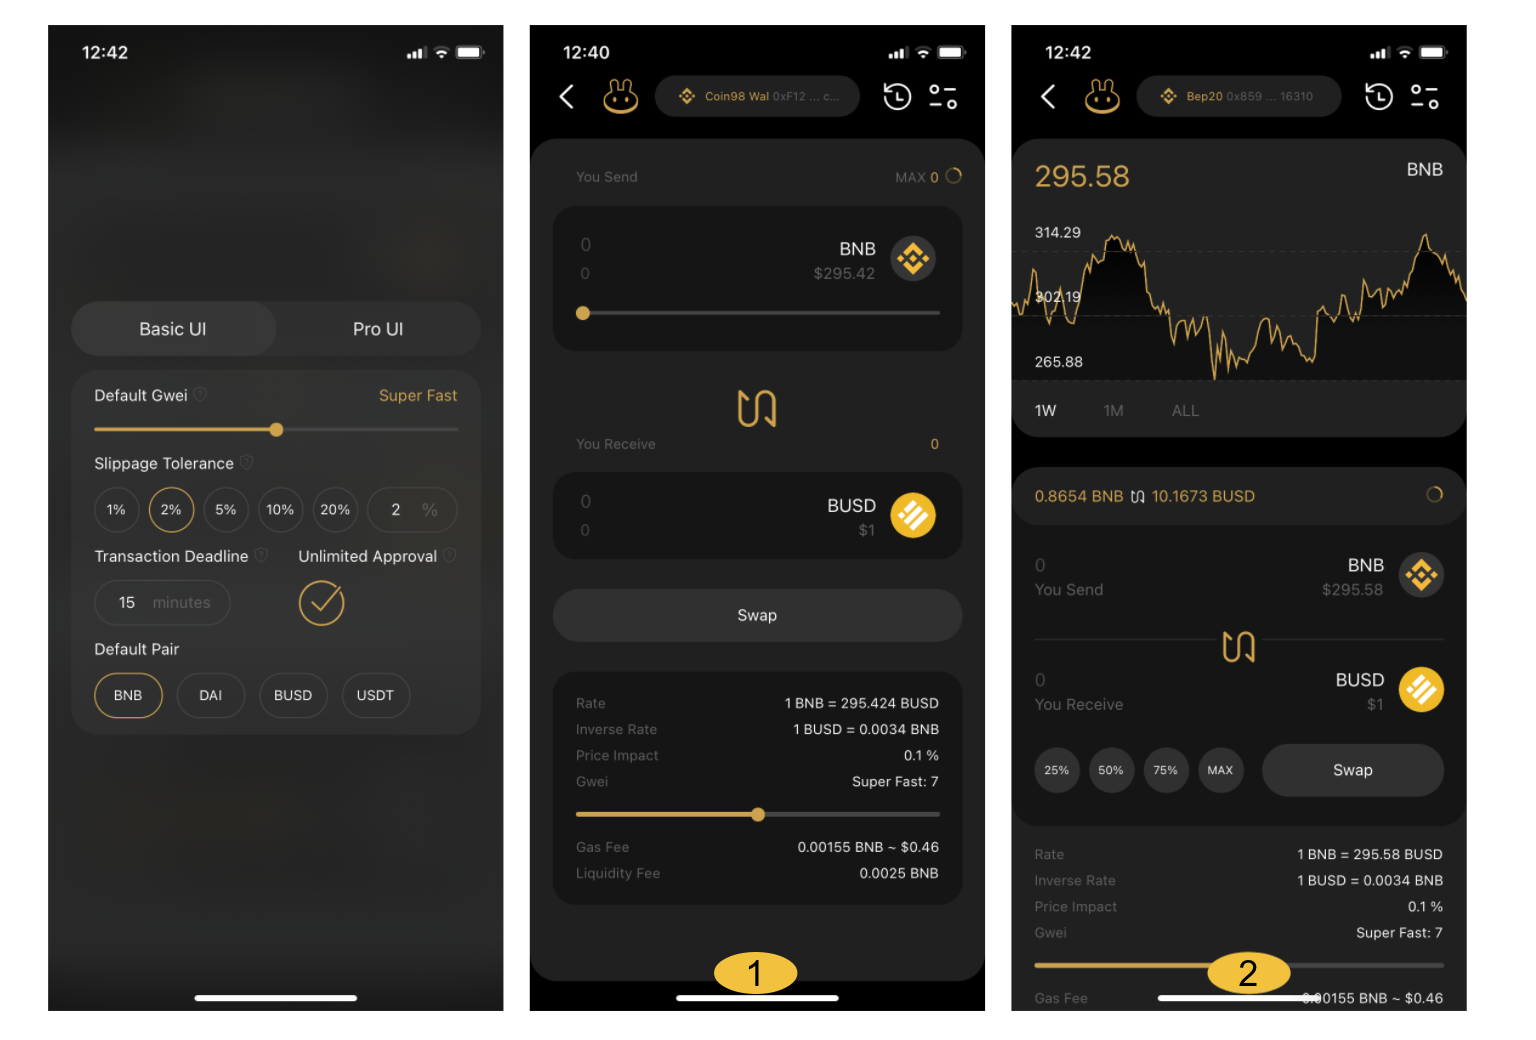 12:42
Basic UI Pro UI
Default Gwei Super Fast
Slippage Tolerance
1% 2% 5% 10% 20% 2 %
Transaction Deadline Unlimited Approval
15 minutes
Default Pair
BNB DAI BUSD USDT
12:40
Coin98 Wal 0xF12 ... c...
You Send MAX 0
0 BNB
0 $295.42
You Receive 0
0 BUSD
0 $1
Swap
Rate 1 BNB = 295.424 BUSD
Inverse Rate 1 BUSD = 0.0034 BNB
Price Impact 0.1 %
Gwei Super Fast: 7
Gas Fee 0.00155 BNB ~ $0.46
Liquidity Fee 0.0025 BNB
1
12:42
Bep20 0x859 ... 16310
295.58 BNB
314.29
302.19
265.88
1W 1M ALL
0.8654 BNB 10.1673 BUSD
0 BNB
You Send $295.58
0 BUSD
You Receive $1
25% 50% 75% MAX Swap
Rate 1 BNB = 295.58 BUSD
Inverse Rate 1 BUSD = 0.0034 BNB
Price Impact 0.1 %
Gwei Super Fast: 7
2
Gas Fee 0.00155 BNB ~ $0.46